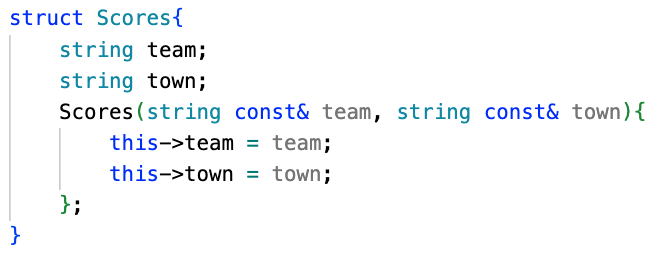 struct Scores{
    string team;
    string town;
    Scores(string const& team, string const& town){
        this->team = team;
        this->town = town;
    };
}